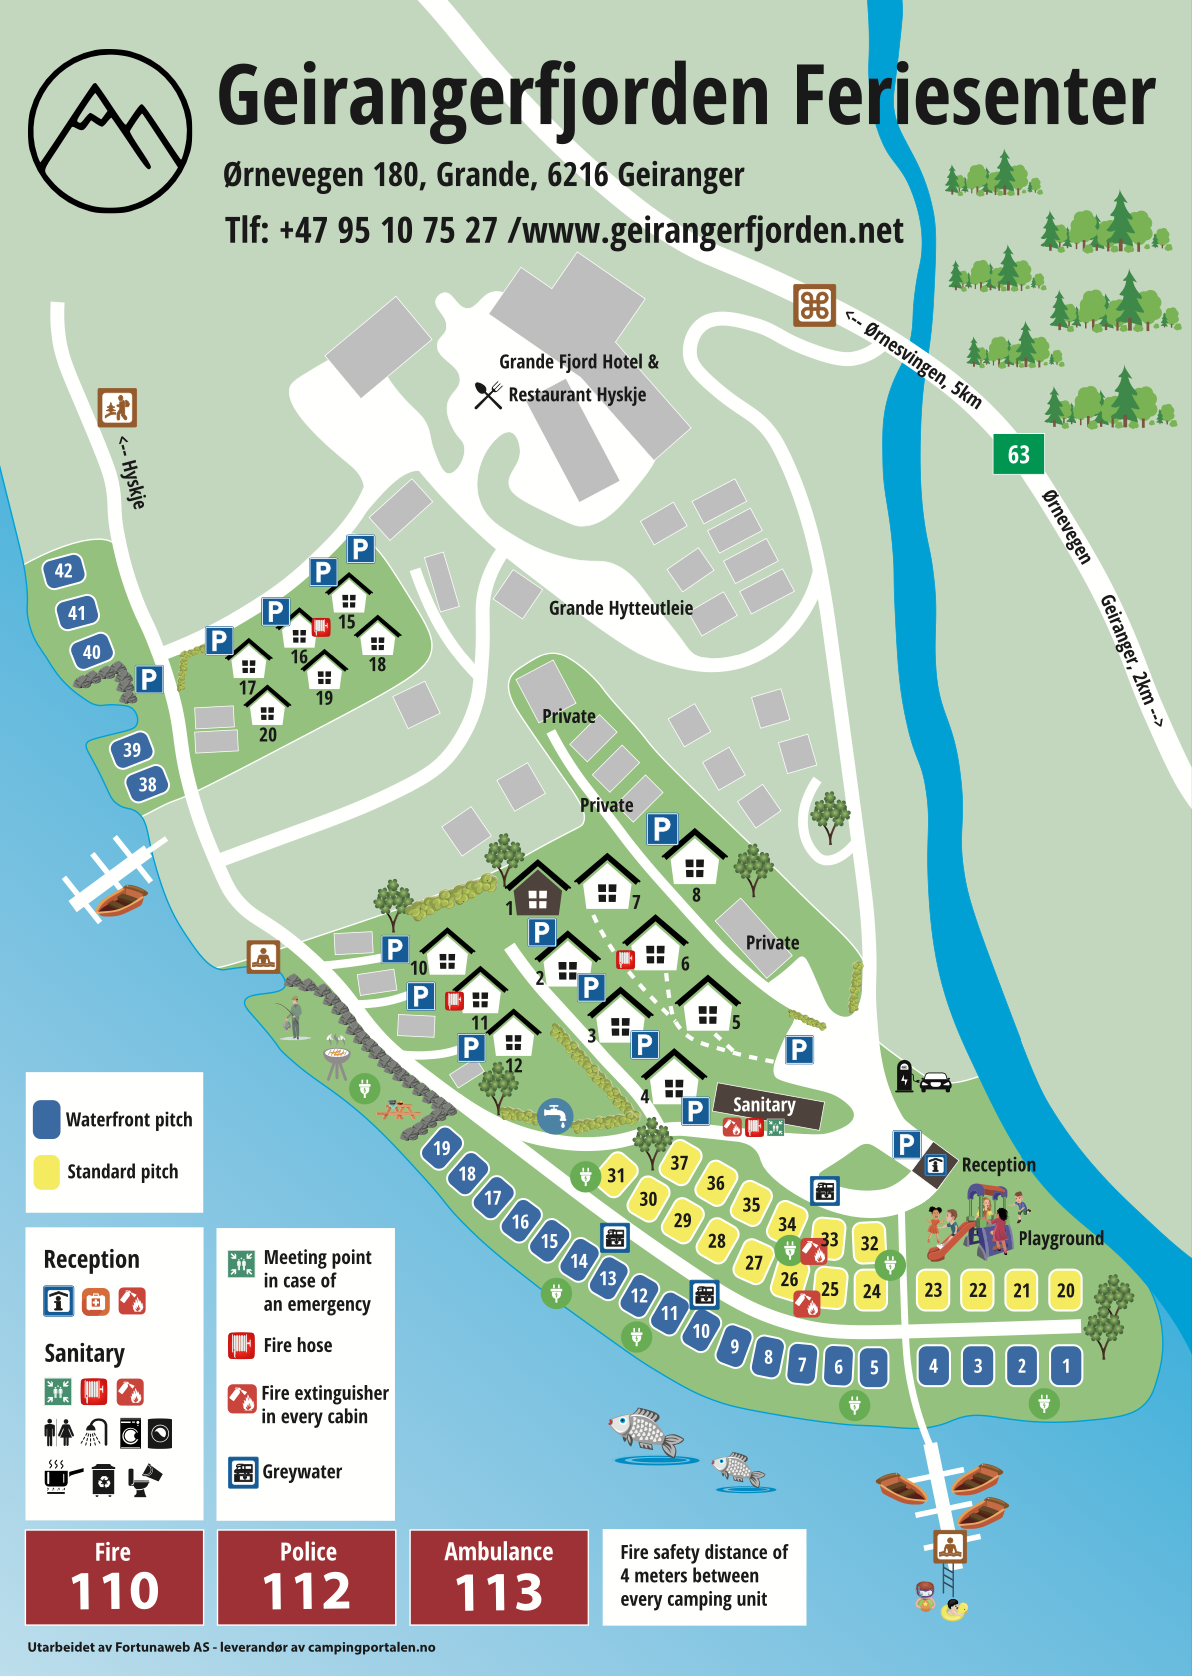 Geirangerfjorden Feriesenter
Ørnevegen 180, Grande, 6216 Geiranger
Tlf: +47 95 10 75 27 /www.geirangerfjorden.net
<-- Ørnesvingen, 5km
63
Ørnevegen
Geiranger, 2km -->
Grande Fjord Hotel &
Restaurant Hyskje
<-- Hyskje
Grande Hytteutleie
42
41
40
39
38
P
P
P
P
P
15
16
17
18
19
20
Private
Private
Private
P
8
7
1
P
6
2
P
5
3
P
4
P
P
P
10
P
11
P
12
Sanitary
P
Reception
Playground
Waterfront pitch
Standard pitch
19
18
17
16
15
14
13
12
11
10
9
8
7
6
5
4
3
2
1
31
30
29
28
27
26
25
24
37
36
35
34
33
32
23
22
21
20
Reception
Sanitary
Meeting point
in case of
an emergency
Fire hose
Fire extinguisher
in every cabin
Greywater
Fire
110
Police
112
Ambulance
113
Fire safety distance of
4 meters between
every camping unit
Utarbeidet av Fortunaweb AS - leverandør av campingportalen.no